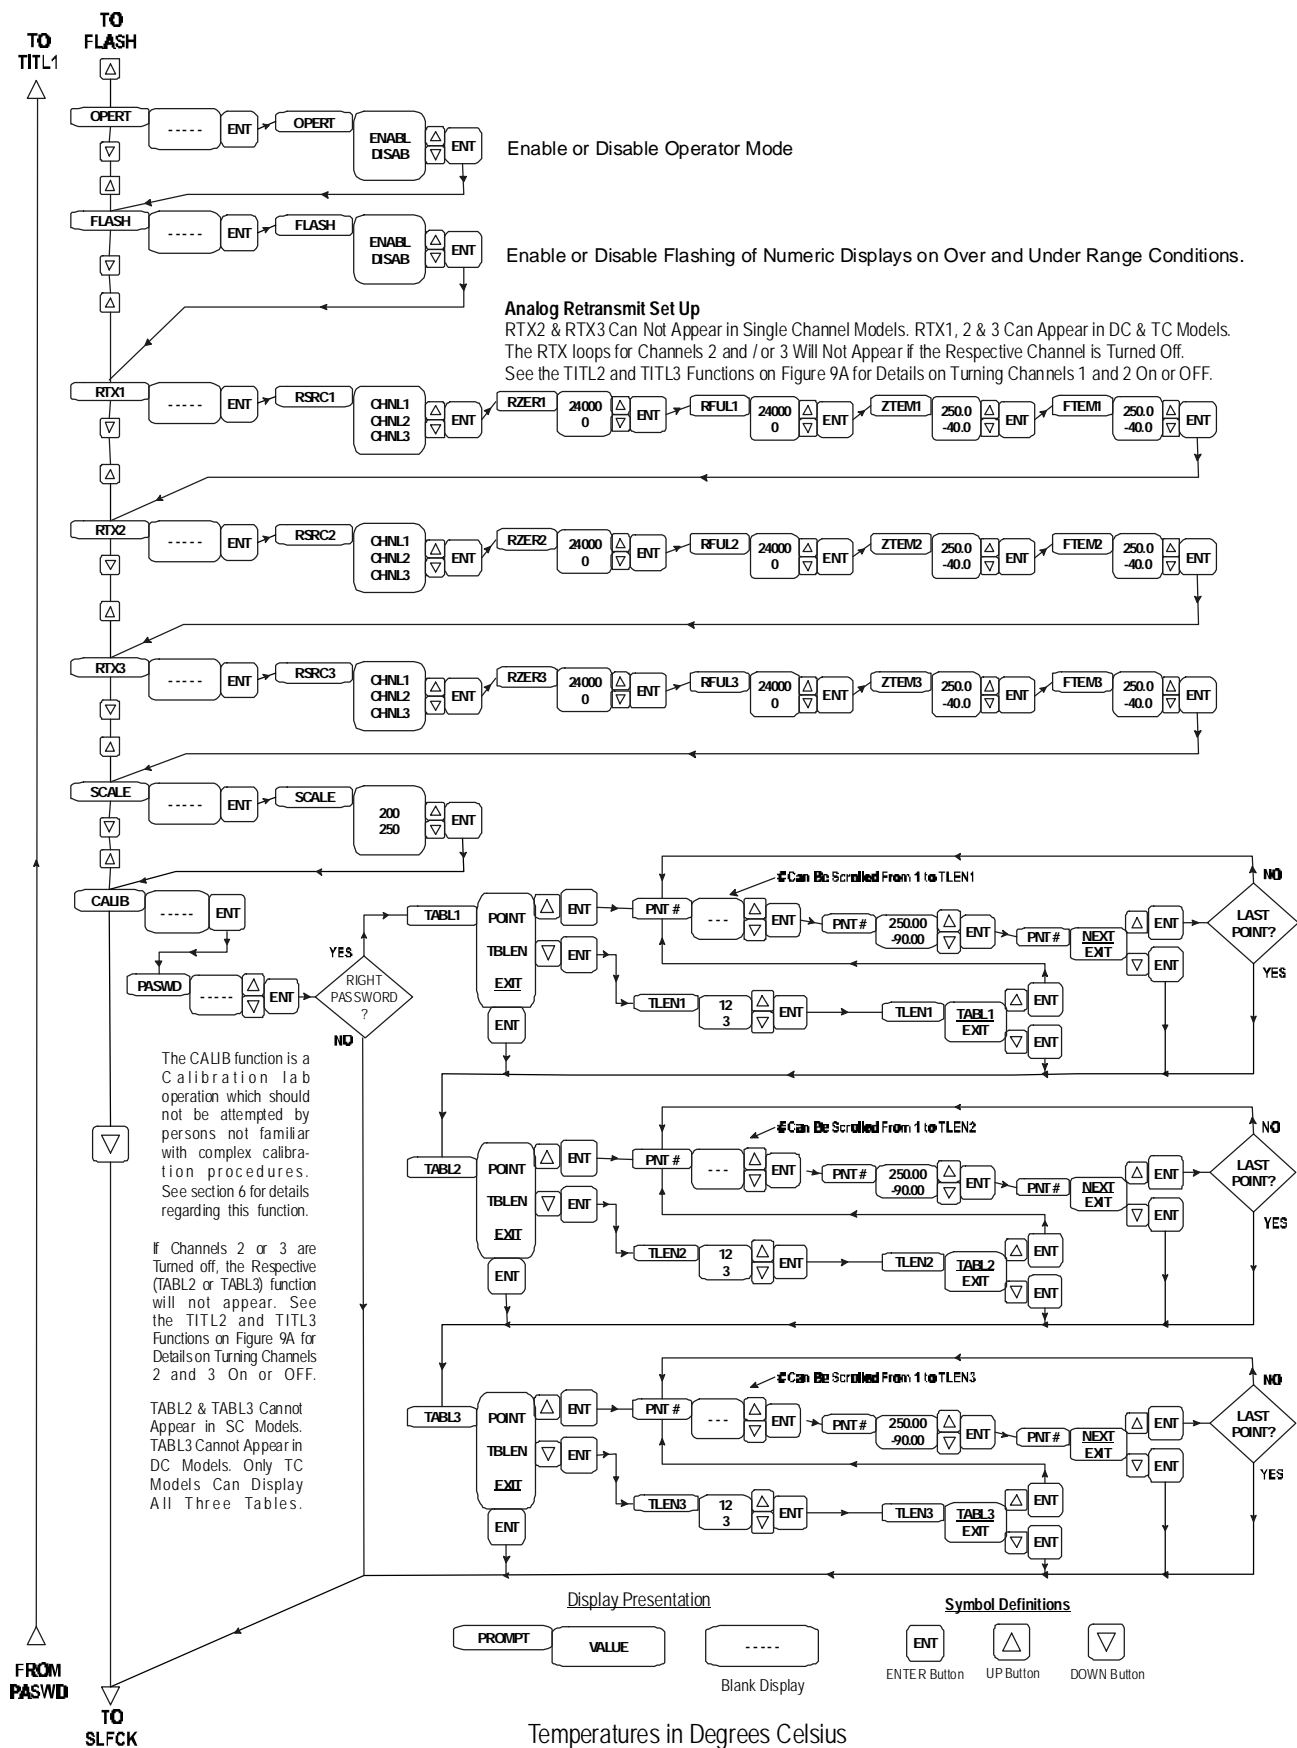 TO
FLASH
TO
TITL1
OPERT
- - - - -
ENT
OPERT
ENABL
DISAB
ENT
Enable or Disable Operator Mode
FLASH
- - - - -
ENT
FLASH
ENABL
DISAB
ENT
Enable or Disable Flashing of Numeric Displays on Over and Under Range Conditions.
Analog Retransmit Set Up
RTX2 & RTX3 Can Not Appear in Single Channel Models. RTX1, 2 & 3 Can Appear in DC & TC Models.
The RTX loops for Channels 2 and / or 3 Will Not Appear if the Respective Channel is Turned Off.
See the TITL2 and TITL3 Functions on Figure 9A for Details on Turning Channels 1 and 2 On or OFF.
RTX1
- - - - -
ENT
RSRC1
CHNL1
CHNL2
CHNL3
ENT
RZER1
24000
0
ENT
RFUL1
24000
0
ENT
ZTEM1
250.0
-40.0
ENT
FTEM1
250.0
-40.0
ENT
RTX2
- - - - -
ENT
RSRC2
CHNL1
CHNL2
CHNL3
ENT
RZER2
24000
0
ENT
RFUL2
24000
0
ENT
ZTEM2
250.0
-40.0
ENT
FTEM2
250.0
-40.0
ENT
RTX3
- - - - -
ENT
RSRC3
CHNL1
CHNL2
CHNL3
ENT
RZER3
24000
0
ENT
RFUL3
24000
0
ENT
ZTEM3
250.0
-40.0
ENT
FTEM3
250.0
-40.0
ENT
SCALE
- - - - -
ENT
SCALE
200
250
ENT
CALIB
- - - - -
ENT
PASWD
- - - - -
ENT
YES
RIGHT
PASSWORD
?
NO
TABL1
POINT
TBLEN
EXIT
ENT
ENT
ENT
# Can Be Scrolled From 1 to TLEN1
PNT #
- - -
ENT
PNT #
250.00
-90.00
ENT
PNT #
NEXT
EXIT
ENT
ENT
NO
LAST
POINT?
YES
TLEN1
12
3
ENT
TLEN1
TABL1
EXIT
ENT
ENT
The CALIB function is a
Calibration lab
operation which should
not be attempted by
persons not familiar
with complex calibra-
tion procedures.
See section 6 for details
regarding this function.
If Channels 2 or 3 are
Turned off, the Respective
(TABL2 or TABL3) function
will not appear. See
the TITL2 and TITL3
Functions on Figure 9A for
Details on Turning Channels
2 and 3 On or OFF.
TABL2 & TABL3 Cannot
Appear in SC Models.
TABL3 Cannot Appear in
DC Models. Only TC
Models Can Display
All Three Tables.
TABL2
POINT
TBLEN
EXIT
ENT
ENT
ENT
# Can Be Scrolled From 1 to TLEN2
PNT #
- - -
ENT
PNT #
250.00
-90.00
ENT
PNT #
NEXT
EXIT
ENT
ENT
NO
LAST
POINT?
YES
TLEN2
12
3
ENT
TLEN2
TABL2
EXIT
ENT
ENT
TABL3
POINT
TBLEN
EXIT
ENT
ENT
ENT
# Can Be Scrolled From 1 to TLEN3
PNT #
- - -
ENT
PNT #
250.00
-90.00
ENT
PNT #
NEXT
EXIT
ENT
ENT
NO
LAST
POINT?
YES
TLEN3
12
3
ENT
TLEN3
TABL3
EXIT
ENT
ENT
Display Presentation
PROMPT
VALUE
- - - - -
Blank Display
Symbol Definitions
ENT
ENTER Button
UP Button
DOWN Button
FROM
PASWD
TO
SLFCK
Temperatures in Degrees Celsius